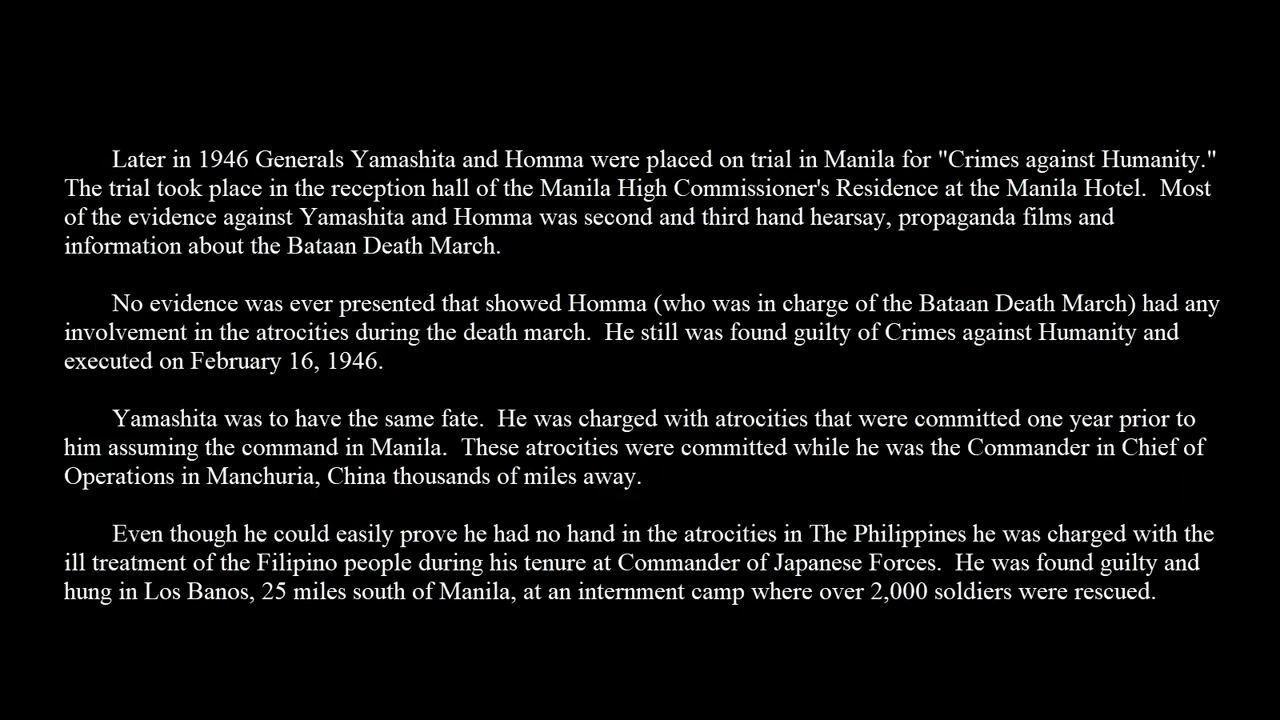 Later in 1946 Generals Yamashita and Homma were placed on trial in Manila for "Crimes against Humanity."
The trial took place in the reception hall of the Manila High Commissioner's Residence at the Manila Hotel.  Most
of the evidence against Yamashita and Homma was second and third hand hearsay, propaganda films and
information about the Bataan Death March.
No evidence was ever presented that showed Homma (who was in charge of the Bataan Death March) had any
involvement in the atrocities during the death march.  He still was found guilty of Crimes against Humanity and
executed on February 16, 1946.
Yamashita was to have the same fate.  He was charged with atrocities that were committed one year prior to
him assuming the command in Manila.  These atrocities were committed while he was the Commander in Chief of
Operations in Manchuria, China thousands of miles away.
Even though he could easily prove he had no hand in the atrocities in The Philippines he was charged with the
ill treatment of the Filipino people during his tenure at Commander of Japanese Forces.  He was found guilty and
hung in Los Banos, 25 miles south of Manila, at an internment camp where over 2,000 soldiers were rescued.